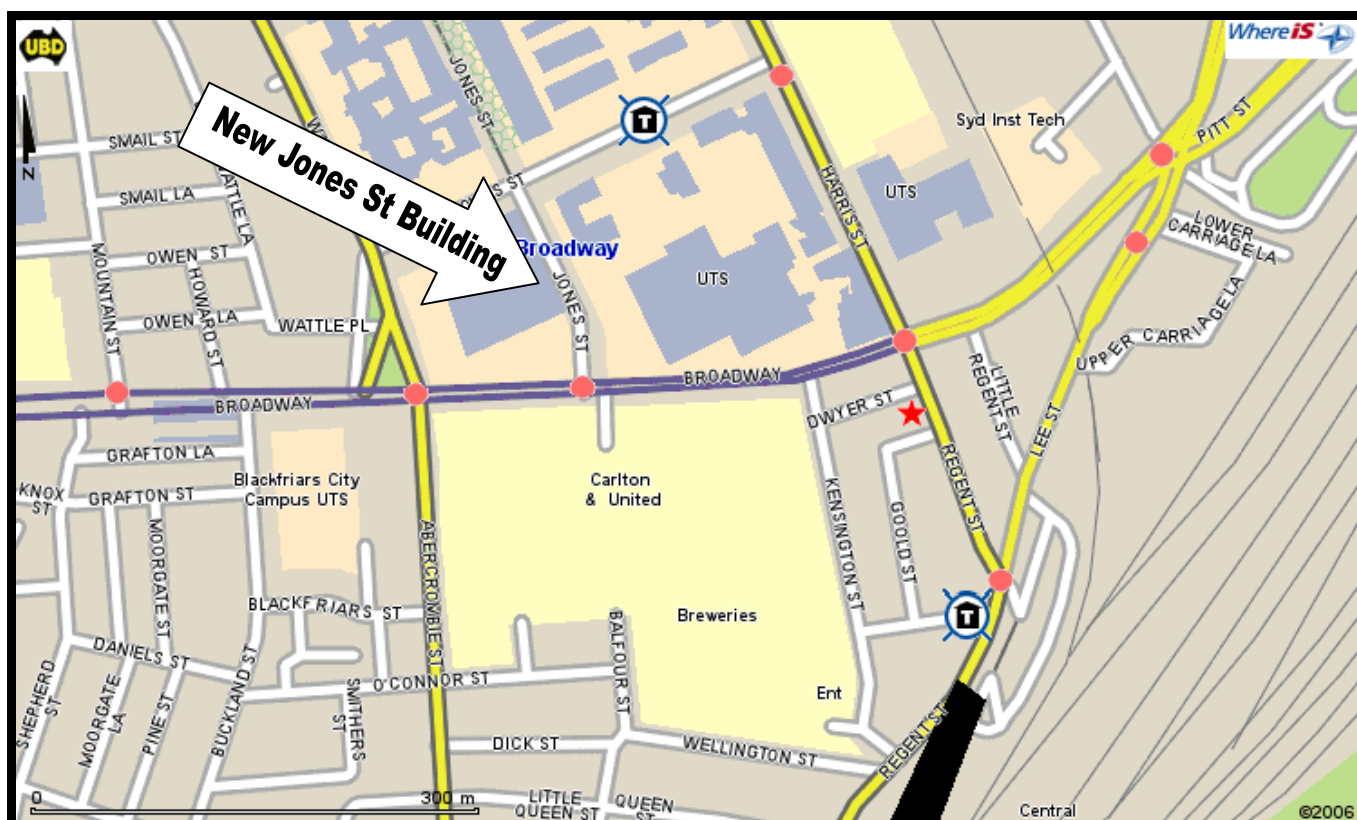 UBD
WhereiS
JONES ST
PITT ST
Syd Inst Tech
N
SMAIL ST
New Jones St Building
T
HARRIS ST
UTS
SMAIL LA
WATTLE LA
LOWER
CARRIAGE LA
MOUNTAIN ST
OWEN ST
Broadway
JONES ST
UTS
HOWARD ST
OWEN LA
WATTLE PL
UPPER CARRIAGE LA
BROADWAY
BROADWAY
LITTLE
REGENT ST
DWYER ST
LEE ST
GRAFTON LA
KNOX
ST
GRAFTON ST
Blackfriars City
Campus UTS
Carlton
& United
REGENT ST
KENSINGTON ST
GOOLD ST
MOORGATE ST
ABERCROMBIE ST
BLACKFRIARS ST
BALFOUR ST
Breweries
T
DANIELS ST
O'CONNOR ST
SHEPHERD
ST
MOORGATE
LA
PINE ST
BUCKLAND ST
SMITHERS
ST
Ent
REGENT ST
DICK ST
WELLINGTON ST
0
300 m
LITTLE
QUEEN ST
QUEEN
ST
Central
©2006